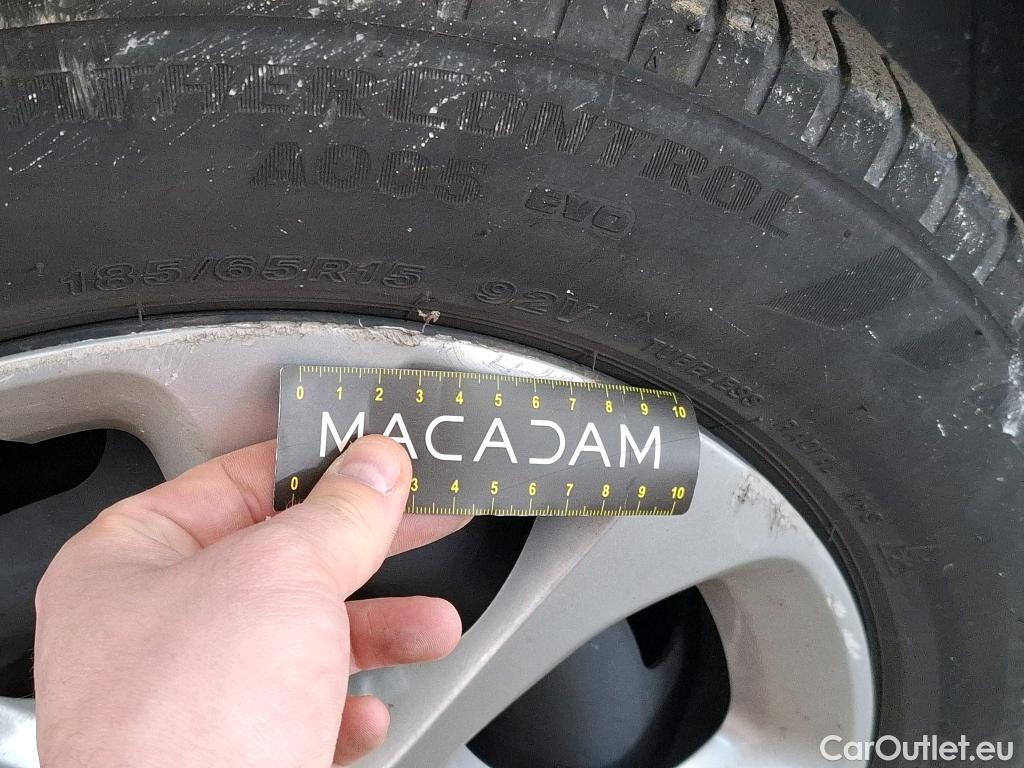 ATHERCONTROL
A005 EVO
185/65R15 92V
TUBELESS
0 1 2 3 4 5 6 7 8 9 10
MACADAM
0 3 4 5 6 7 8 9 10
CarOutlet.eu